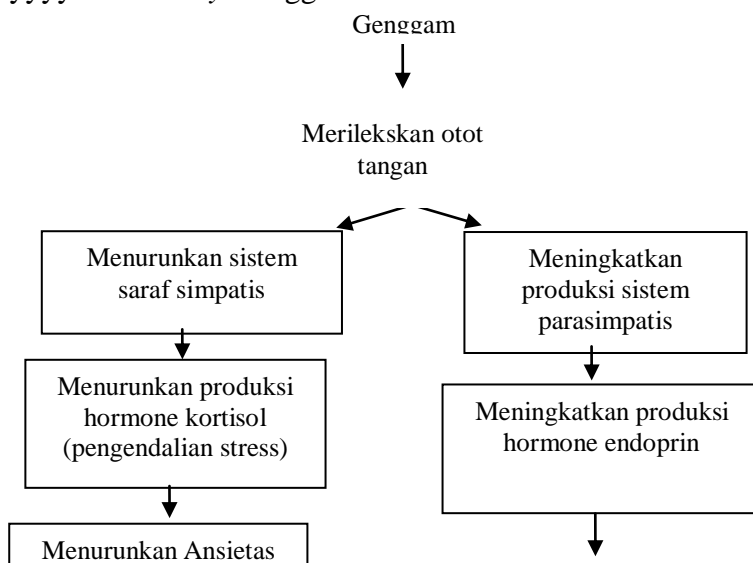 Genggam
Merilekskan otot
tangan
Menurunkan sistem
saraf simpatis
Meningkatkan
produksi sistem
parasimpatis
Menurunkan produksi
hormone kortisol
(pengendalian stress)
Meningkatkan produksi
hormone endoprin
Menurunkan Ansietas